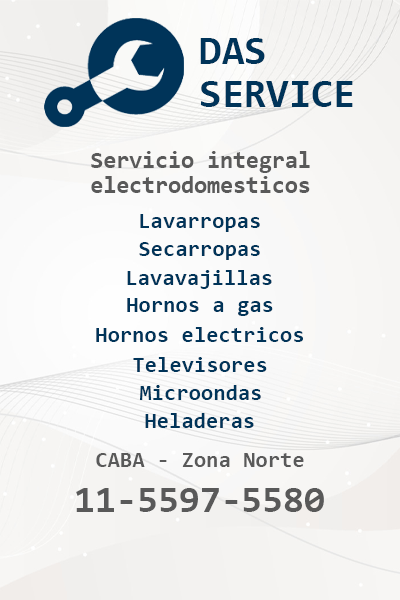 DAS
SERVICE
Servicio integral
electrodomesticos
Lavarropas
Secarropas
Lavavajillas
Hornos a gas
Hornos electricos
Televisores
Microondas
Heladeras
CABA - Zona Norte
11-5597-5580